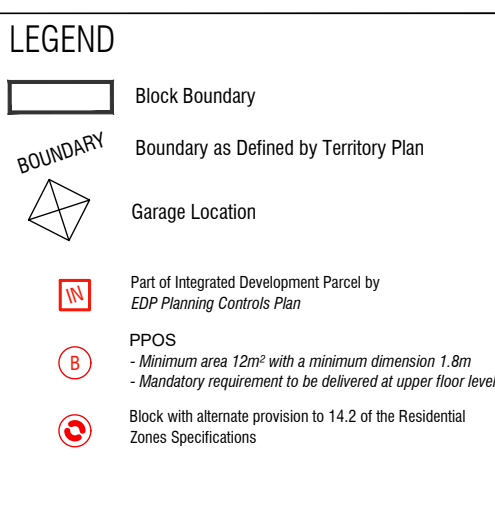 LEGEND
Block Boundary
BOUNDARY
Boundary as Defined by Territory Plan
Garage Location
IN
Part of Integrated Development Parcel by
EDP Planning Controls Plan
B
PPOS
- Minimum area 12m² with a minimum dimension 1.8m
- Mandatory requirement to be delivered at upper floor level
Block with alternate provision to 14.2 of the Residential
Zones Specifications